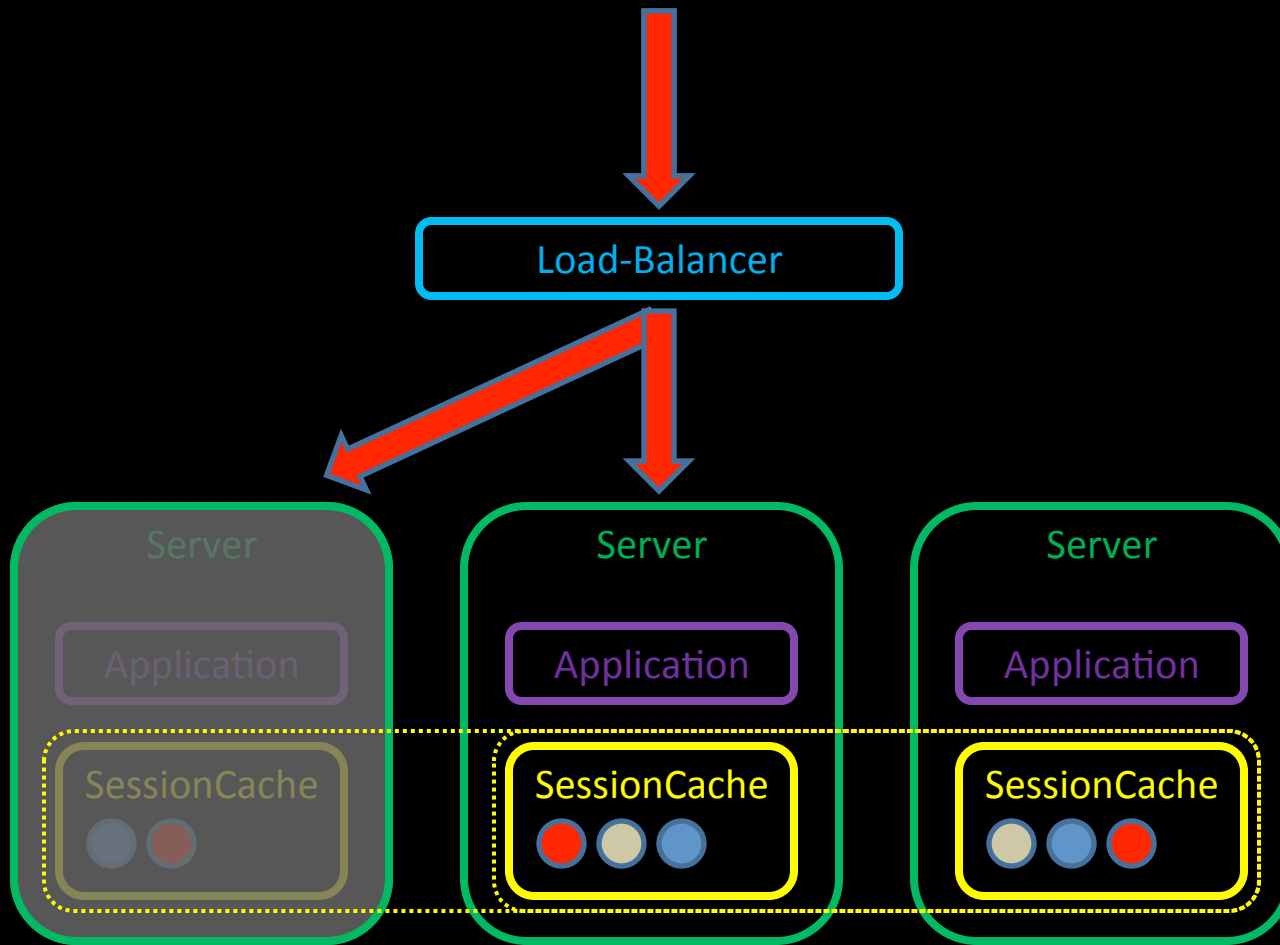 Load-Balancer
Server
Server
Server
Application
Application
Application
SessionCache
SessionCache
SessionCache